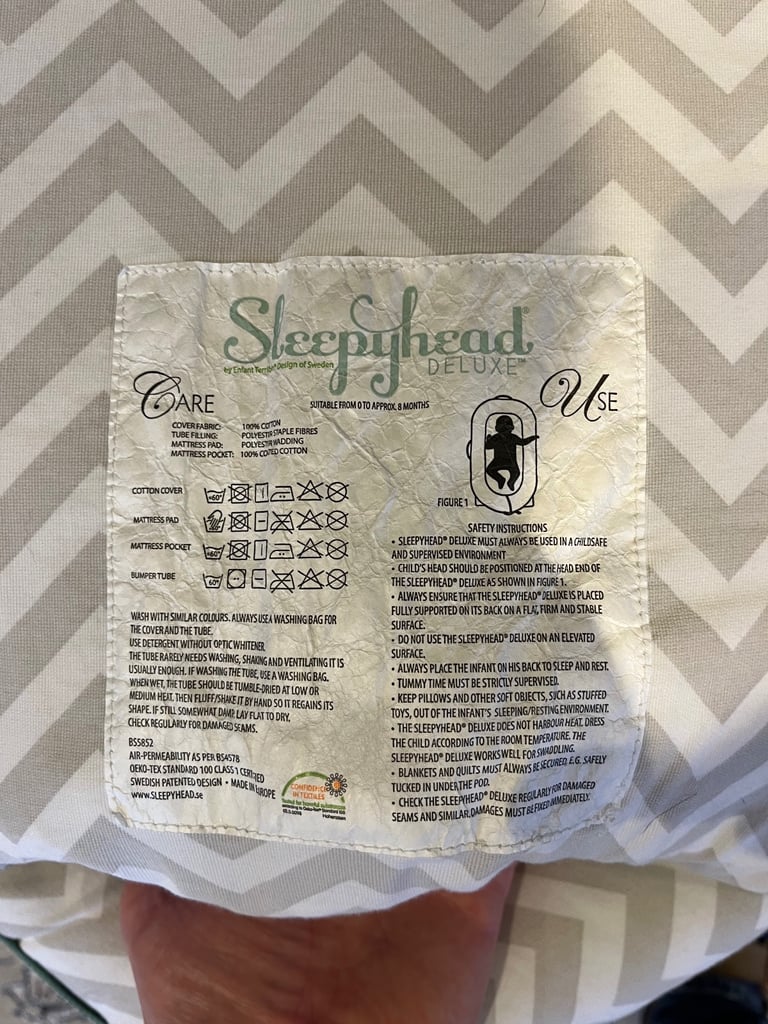 Sleepyhead®
by Enfant Terrible® Design of Sweden
DELUXE™
CARE
SUITABLE FROM 0 TO APPROX. 8 MONTHS
COVER FABRIC: 100% COTTON
TUBE FILLING: POLYESTER STAPLE FIBRES
MATTRESS PAD: POLYESTER WADDING
MATTRESS POCKET: 100% COATED COTTON
COTTON COVER
60°
MATTRESS PAD
MATTRESS POCKET
60°
BUMPER TUBE
60°
WASH WITH SIMILAR COLOURS. ALWAYS USE A WASHING BAG FOR
THE COVER AND THE TUBE.
USE DETERGENT WITHOUT OPTIC WHITENER
THE TUBE RARELY NEEDS WASHING, SHAKING AND VENTILATING IT IS
USUALLY ENOUGH. IF WASHING THE TUBE, USE A WASHING BAG.
WHEN WET, THE TUBE SHOULD BE TUMBLE-DRIED AT LOW OR
MEDIUM HEAT. THEN FLUFF/SHAKE IT BY HAND SO IT REGAINS ITS
SHAPE. IF STILL SOMEWHAT DAMP, LAY FLAT TO DRY.
CHECK REGULARLY FOR DAMAGED SEAMS.
BS5852
AIR-PERMEABILITY AS PER BS4578
OEKO-TEX STANDARD 100 CLASS 1 CERTIFIED
SWEDISH PATENTED DESIGN • MADE IN EUROPE
www.SLEEPYHEAD.se
CONFIDENCE
IN TEXTILES
Tested for harmful substances
according to Oeko-Tex® Standard 100
Hohenstein
USE
FIGURE 1
SAFETY INSTRUCTIONS
• SLEEPYHEAD® DELUXE MUST ALWAYS BE USED IN A CHILDSAFE
AND SUPERVISED ENVIRONMENT
• CHILD'S HEAD SHOULD BE POSITIONED AT THE HEAD END OF
THE SLEEPYHEAD® DELUXE AS SHOWN IN FIGURE 1.
• ALWAYS ENSURE THAT THE SLEEPYHEAD® DELUXE IS PLACED
FULLY SUPPORTED ON ITS BACK ON A FLAT, FIRM AND STABLE
SURFACE.
• DO NOT USE THE SLEEPYHEAD® DELUXE ON AN ELEVATED
SURFACE.
• ALWAYS PLACE THE INFANT ON HIS BACK TO SLEEP AND REST.
• TUMMY TIME MUST BE STRICTLY SUPERVISED.
• KEEP PILLOWS AND OTHER SOFT OBJECTS, SUCH AS STUFFED
TOYS, OUT OF THE INFANT'S SLEEPING/RESTING ENVIRONMENT.
• THE SLEEPYHEAD® DELUXE DOES NOT HARBOUR HEAT. DRESS
THE CHILD ACCORDING TO THE ROOM TEMPERATURE. THE
SLEEPYHEAD® DELUXE WORKS WELL FOR SWADDLING.
• BLANKETS AND QUILTS MUST ALWAYS BE SECURED, E.G. SAFELY
TUCKED IN UNDER THE POD.
• CHECK THE SLEEPYHEAD® DELUXE REGULARLY FOR DAMAGED
SEAMS AND SIMILAR. DAMAGES MUST BE FIXED IMMEDIATELY.